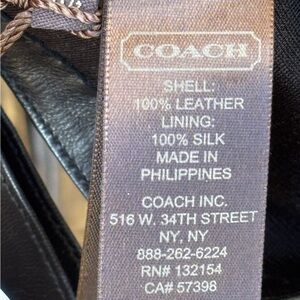 COACH
SHELL:
100% LEATHER
LINING:
100% SILK
MADE IN
PHILIPPINES
COACH INC.
516 W. 34TH STREET
NY, NY
888-262-6224
RN# 132154
CA# 57398